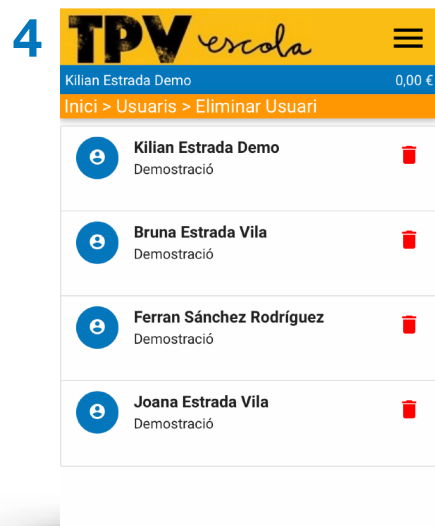 4
TPV escola
Kilian Estrada Demo 0,00 €
Inici > Usuaris > Eliminar Usuari
Kilian Estrada Demo
Demostració
Bruna Estrada Vila
Demostració
Ferran Sánchez Rodríguez
Demostració
Joana Estrada Vila
Demostració